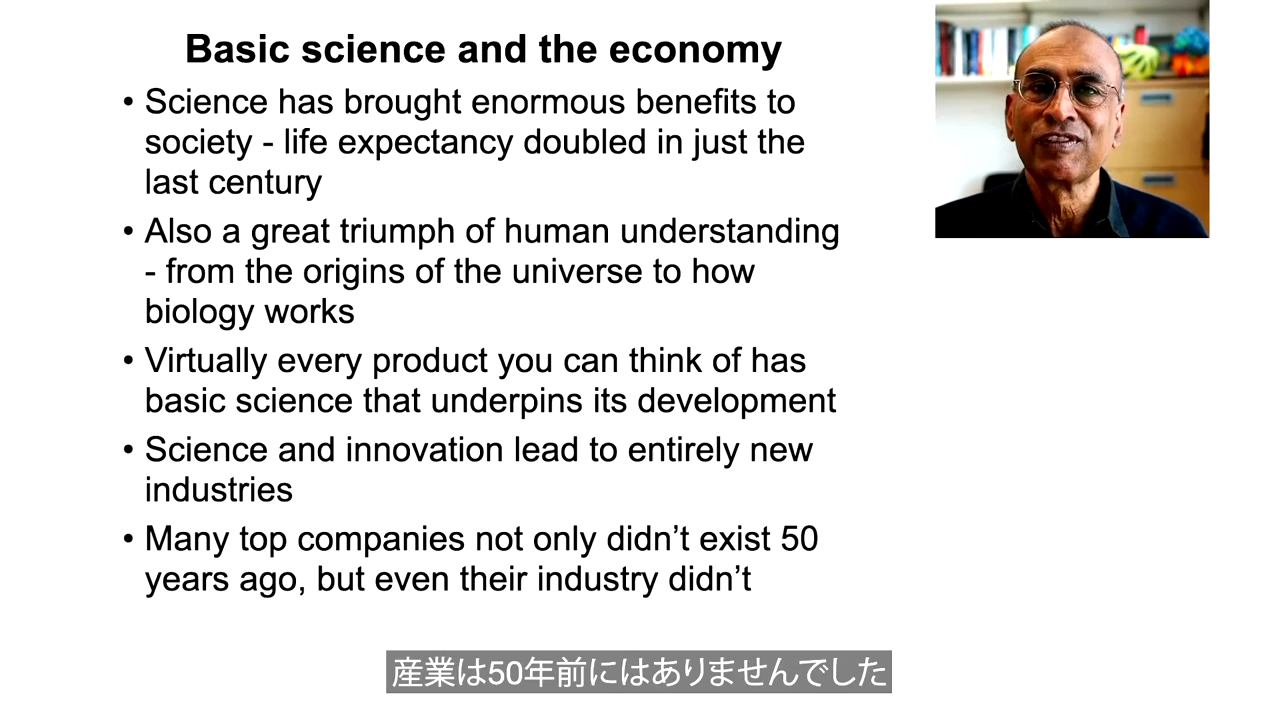 Basic science and the economy
• Science has brought enormous benefits to
society - life expectancy doubled in just the
last century
• Also a great triumph of human understanding
- from the origins of the universe to how
biology works
• Virtually every product you can think of has
basic science that underpins its development
• Science and innovation lead to entirely new
industries
• Many top companies not only didn’t exist 50
years ago, but even their industry didn’t
産業は50年前にはありませんでした